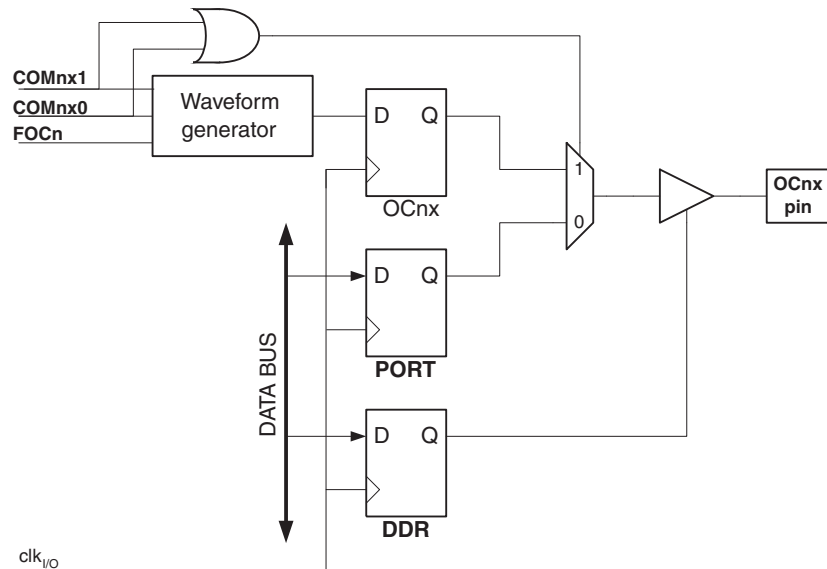 COMnx1
COMnx0
FOCn
Waveform
generator
D Q
OCnx
1
0
OCnx
pin
D Q
PORT
DATA BUS
D Q
DDR
clkI/O